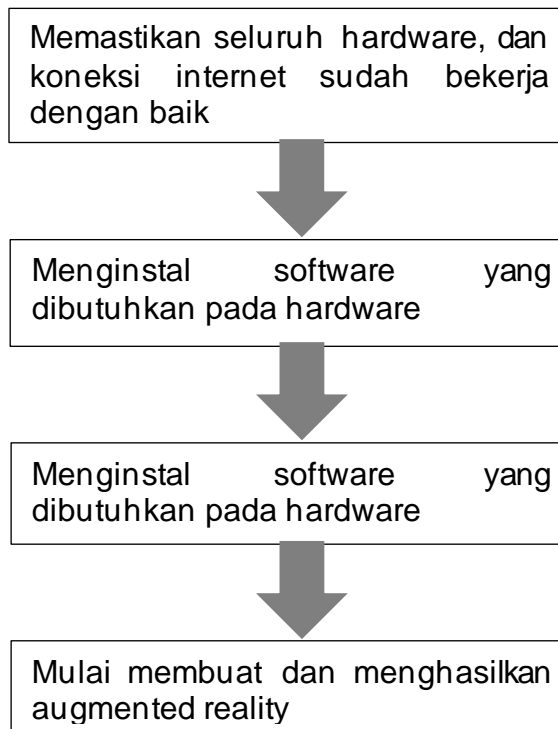 Memastikan seluruh hardware, dan
koneksi internet sudah bekerja
dengan baik
Menginstal software yang
dibutuhkan pada hardware
Menginstal software yang
dibutuhkan pada hardware
Mulai membuat dan menghasilkan
augmented reality